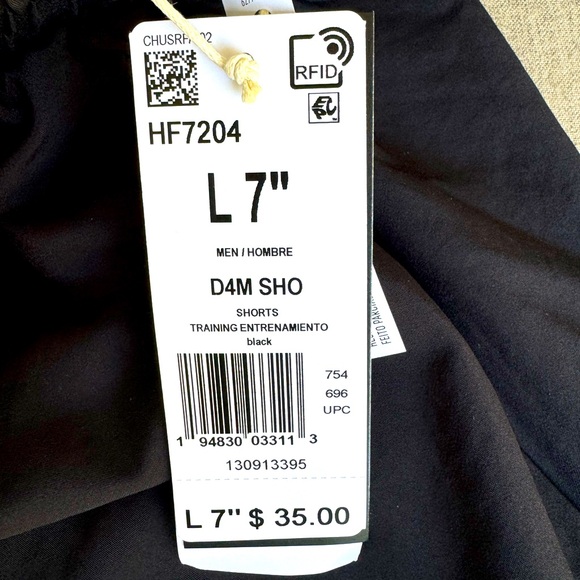 RFID
HF7204
L 7"
MEN / HOMBRE
D4M SHO
SHORTS
TRAINING ENTRENAMIENTO
black
754
696
UPC
1 94830 03311 3
130913395
L 7" $ 35.00
FEITO